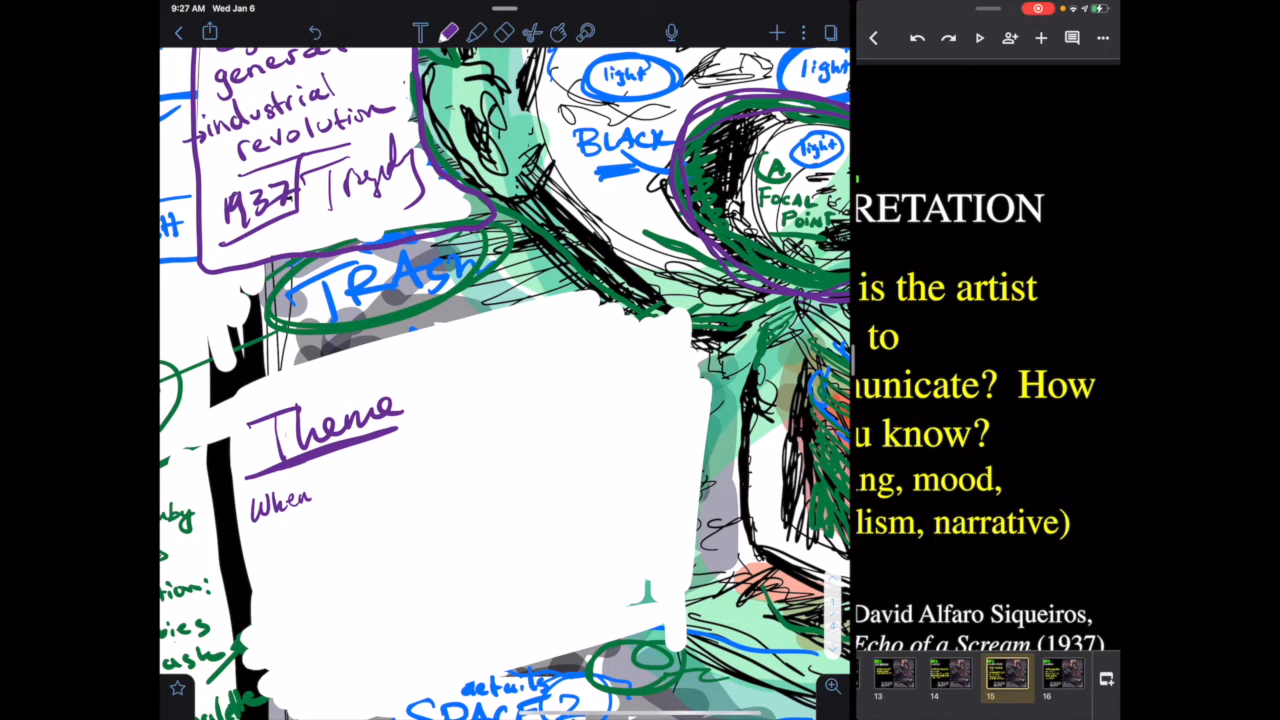 9:27 AM Wed Jan 6
T
general
industrial
revolution
1937 Tragedy
light
light
BLACK
light
A
FOCAL
POINT
TRASH
Theme
When
details
SPACE?
RETATION
is the artist
to
unicate? How
u know?
ng, mood,
lism, narrative)
David Alfaro Siqueiros,
Echo of a Scream (1937)
1
4
13
14
15
16